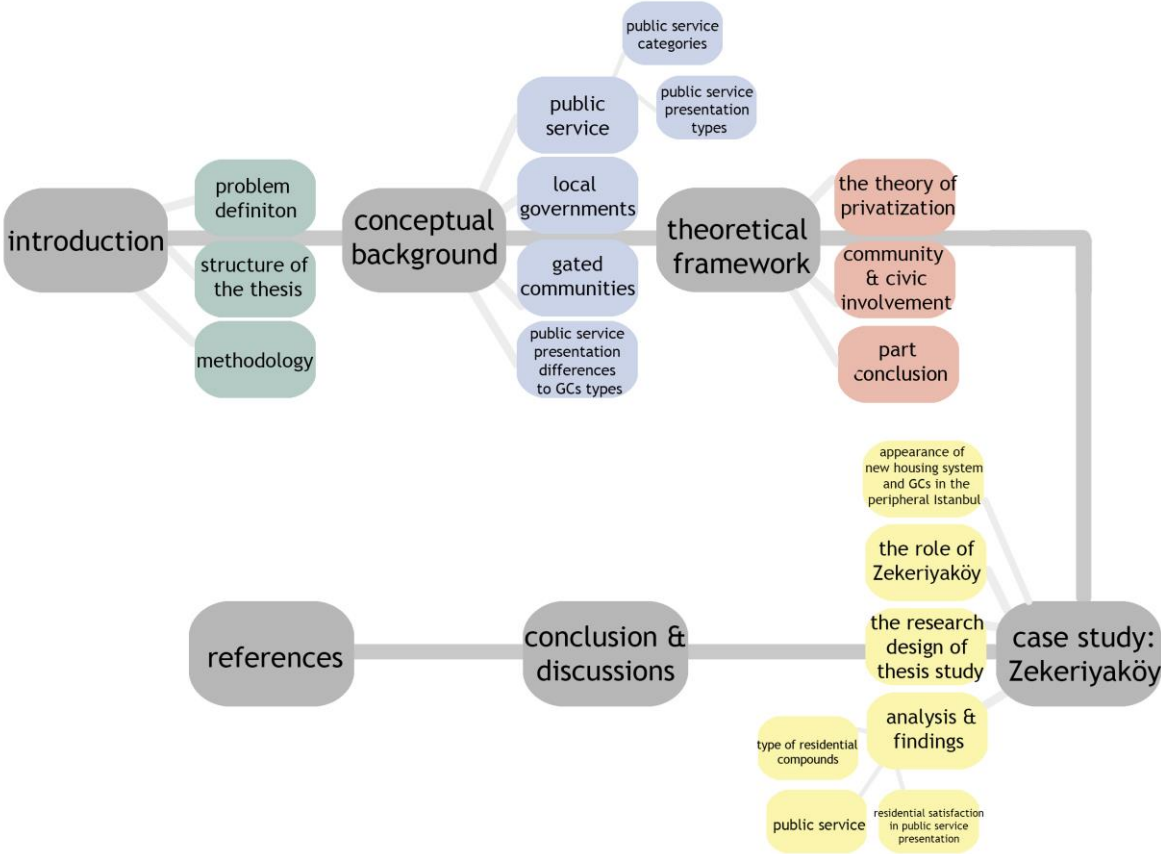 introduction
problem
definiton
structure of
the thesis
methodology
conceptual
background
public
service
public service
categories
public service
presentation
types
local
governments
gated
communities
public service
presentation
differences
to GCs types
theoretical
framework
the theory of
privatization
community
& civic
involvement
part
conclusion
case study:
Zekeriyaköy
appearance of
new housing system
and GCs in the
peripheral Istanbul
the role of
Zekeriyaköy
the research
design of
thesis study
analysis &
findings
type of residential
compounds
public service
residential satisfaction
in public service
presentation
conclusion &
discussions
references